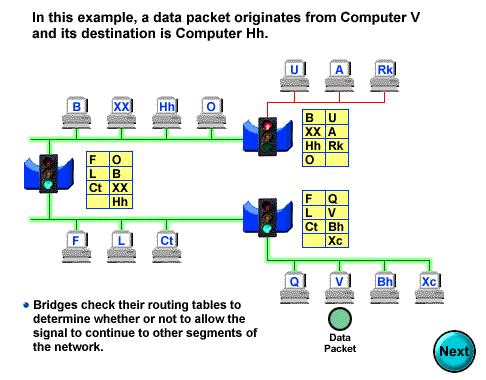 In this example, a data packet originates from Computer V
and its destination is Computer Hh.
U A Rk
B XX Hh O
B U
XX A
Hh Rk
O
F O
L B
Ct XX
Hh
F Q
L V
Ct Bh
Xc
F L Ct
Q V Bh Xc
Bridges check their routing tables to
determine whether or not to allow the
signal to continue to other segments of
the network.
Data
Packet
Next